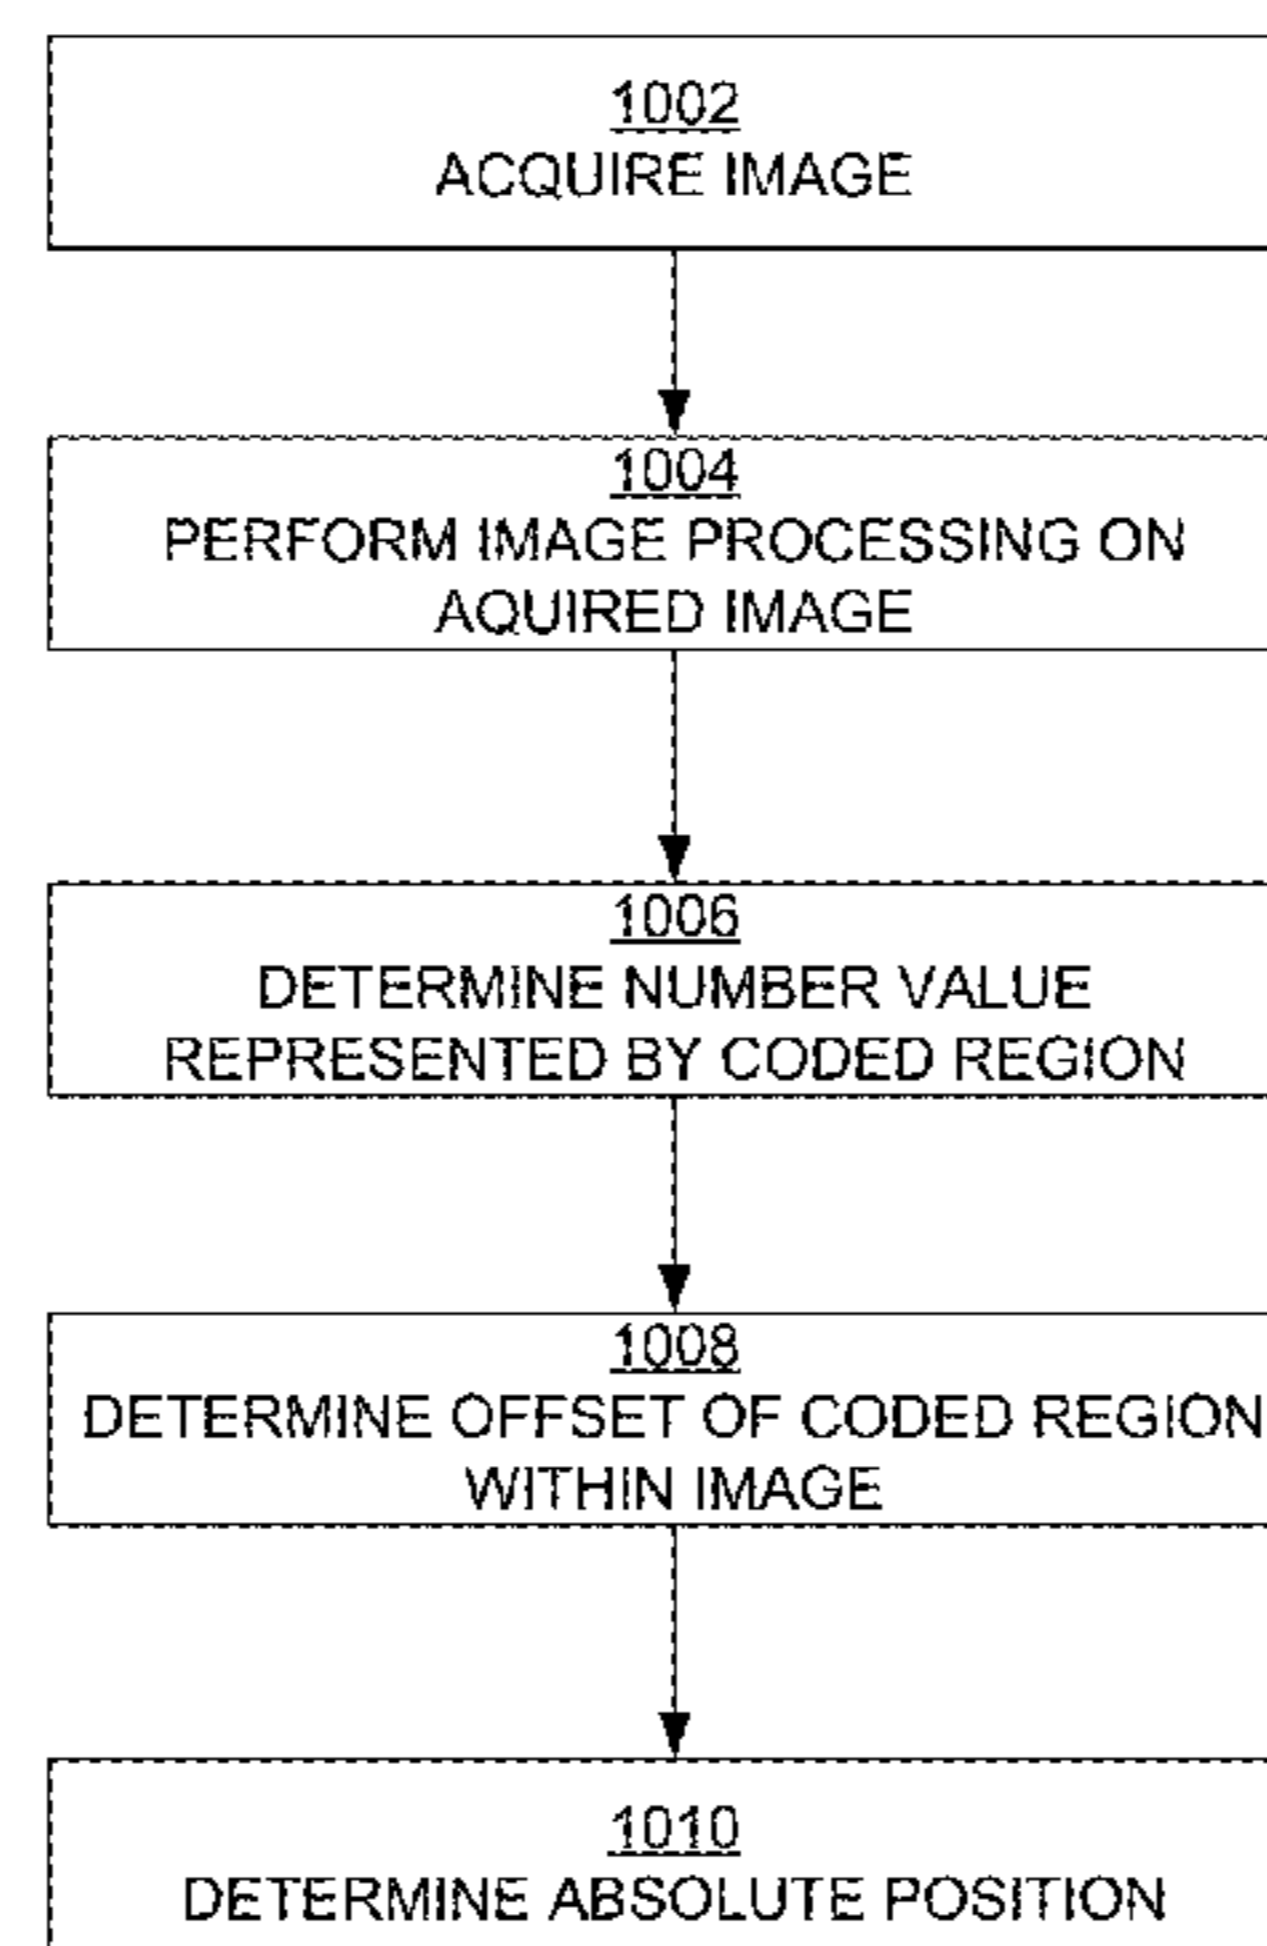 1002
ACQUIRE IMAGE
1004
PERFORM IMAGE PROCESSING ON
AQUIRED IMAGE
1006
DETERMINE NUMBER VALUE
REPRESENTED BY CODED REGION
1008
DETERMINE OFFSET OF CODED REGION
WITHIN IMAGE
1010
DETERMINE ABSOLUTE POSITION